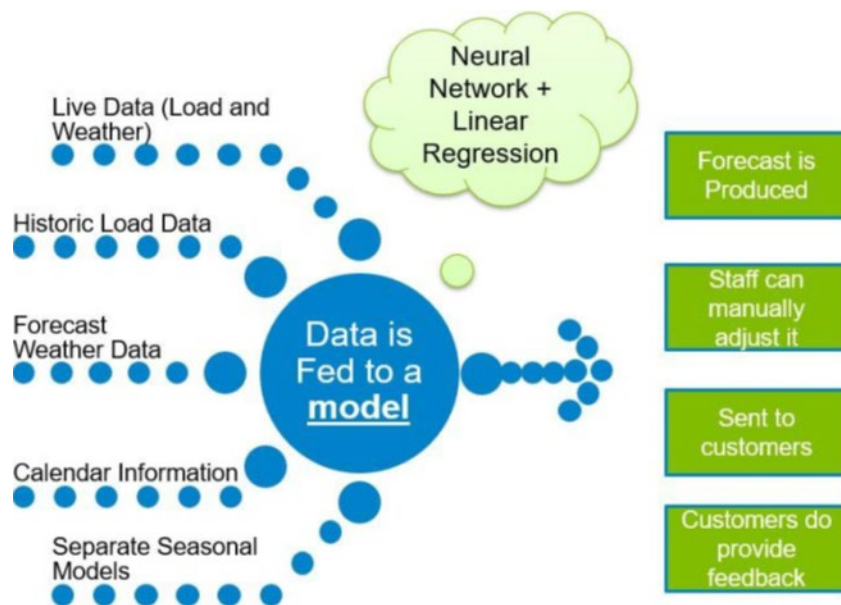 Neural
Network +
Linear
Regression
Live Data (Load and
Weather)
Historic Load Data
Forecast
Weather Data
Calendar Information
Separate Seasonal
Models
Data is
Fed to a
model
Forecast is
Produced
Staff can
manually
adjust it
Sent to
customers
Customers do
provide
feedback